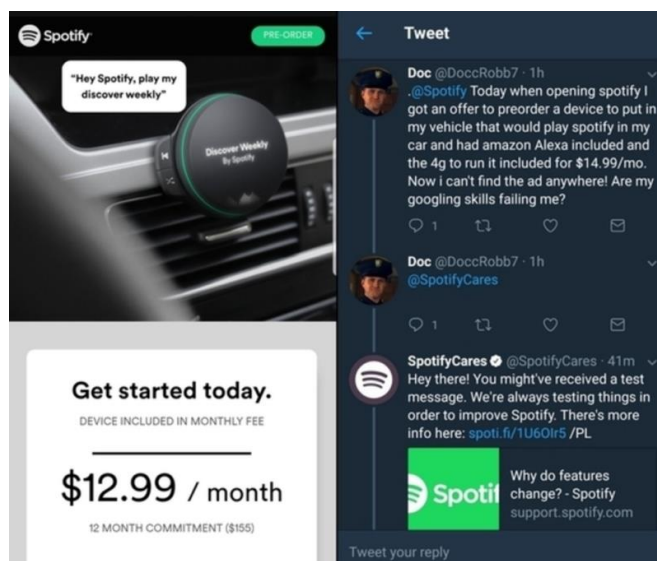 Spotify
PRE-ORDER
"Hey Spotify, play my
discover weekly"
Discover Weekly
By Spotify
Get started today.
DEVICE INCLUDED IN MONTHLY FEE
$12.99 / month
12 MONTH COMMITMENT ($155)
Tweet
Doc @DoccRobb7 · 1h
.@Spotify Today when opening spotify I
got an offer to preorder a device to put in
my vehicle that would play spotify in my
car and had amazon Alexa included and
the 4g to run it included for $14.99/mo.
Now i can't find the ad anywhere! Are my
googling skills failing me?
1
Doc @DoccRobb7 · 1h
@SpotifyCares
1
SpotifyCares @SpotifyCares · 41m
Hey there! You might've received a test
message. We're always testing things in
order to improve Spotify. There's more
info here: spoti.fi/1U6OIr5 /PL
Spotif
Why do features
change? - Spotify
support.spotify.com
Tweet your reply